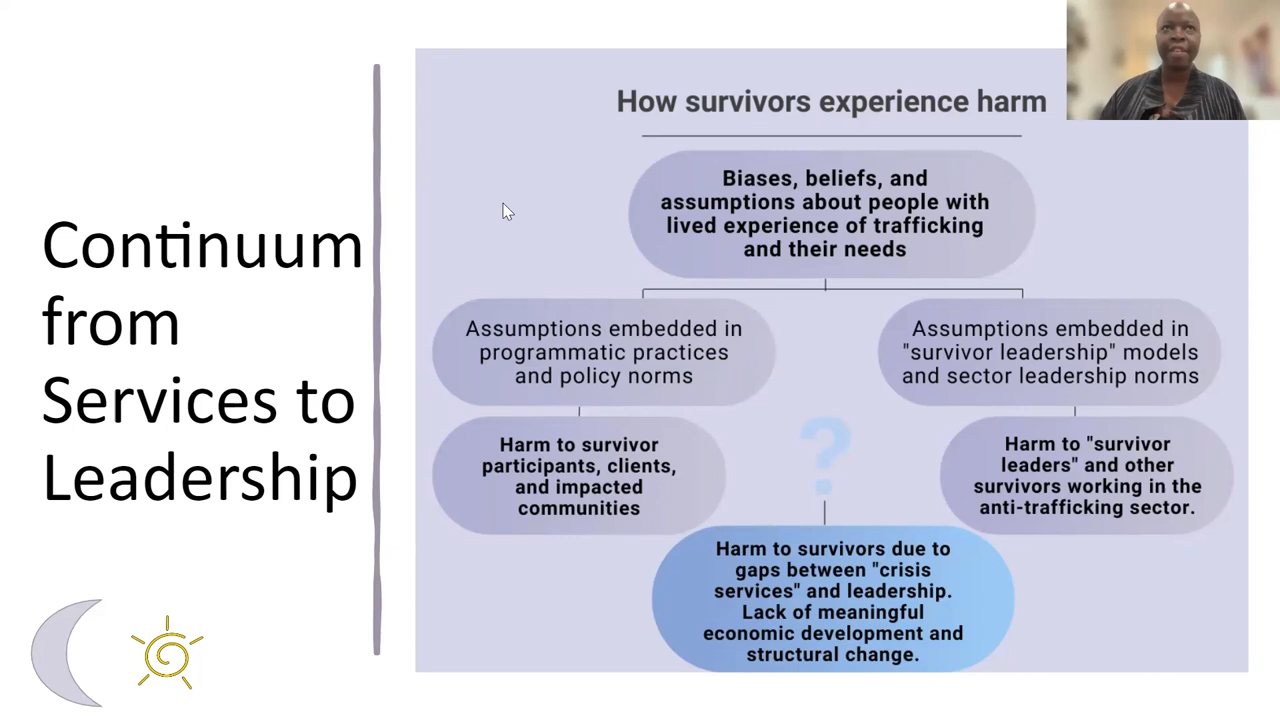 Continuum
from
Services to
Leadership
How survivors experience harm
Biases, beliefs, and
assumptions about people with
lived experience of trafficking
and their needs
Assumptions embedded in
programmatic practices
and policy norms
Assumptions embedded in
"survivor leadership" models
and sector leadership norms
Harm to survivor
participants, clients,
and impacted
communities
?
Harm to "survivor
leaders" and other
survivors working in the
anti-trafficking sector.
Harm to survivors due to
gaps between "crisis
services" and leadership.
Lack of meaningful
economic development and
structural change.